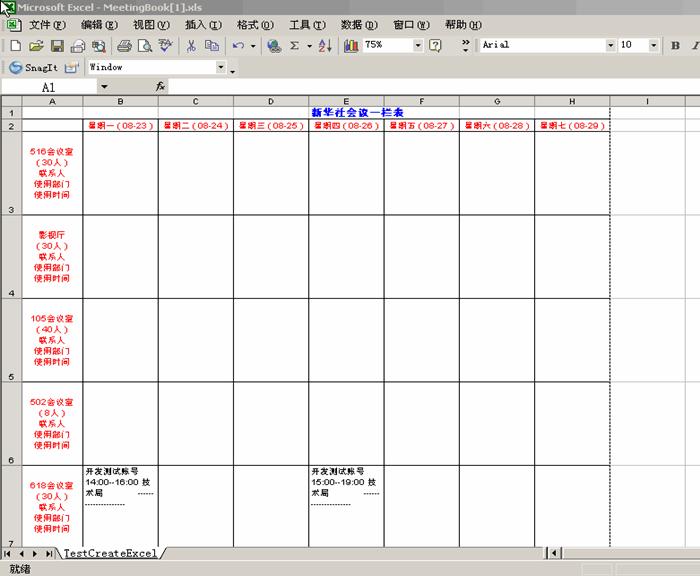 Microsoft Excel - MeetingBook[1].xls
文件(F) 编辑(E) 视图(V) 插入(I) 格式(O) 工具(T) 数据(D) 窗口(W) 帮助(H)
75% Arial 10 B I
SnagIt Window
A1 fx
A B C D E F G H I
1 新华社会议一栏表
2 星期一(08-23) 星期二(08-24) 星期三(08-25) 星期四(08-26) 星期五(08-27) 星期六(08-28) 星期七(08-29)
516会议室
(30人)
联系人
使用部门
使用时间
3
影视厅
(30人)
联系人
使用部门
使用时间
4
105会议室
(40人)
联系人
使用部门
使用时间
5
502会议室
(8人)
联系人
使用部门
使用时间
6
618会议室
(30人)
联系人
使用部门
使用时间
7
开发测试账号
14:00--16:00 技
术局 ------
---------------
开发测试账号
15:00--19:00 技
术局 ------
---------------
TestCreateExcel
就绪